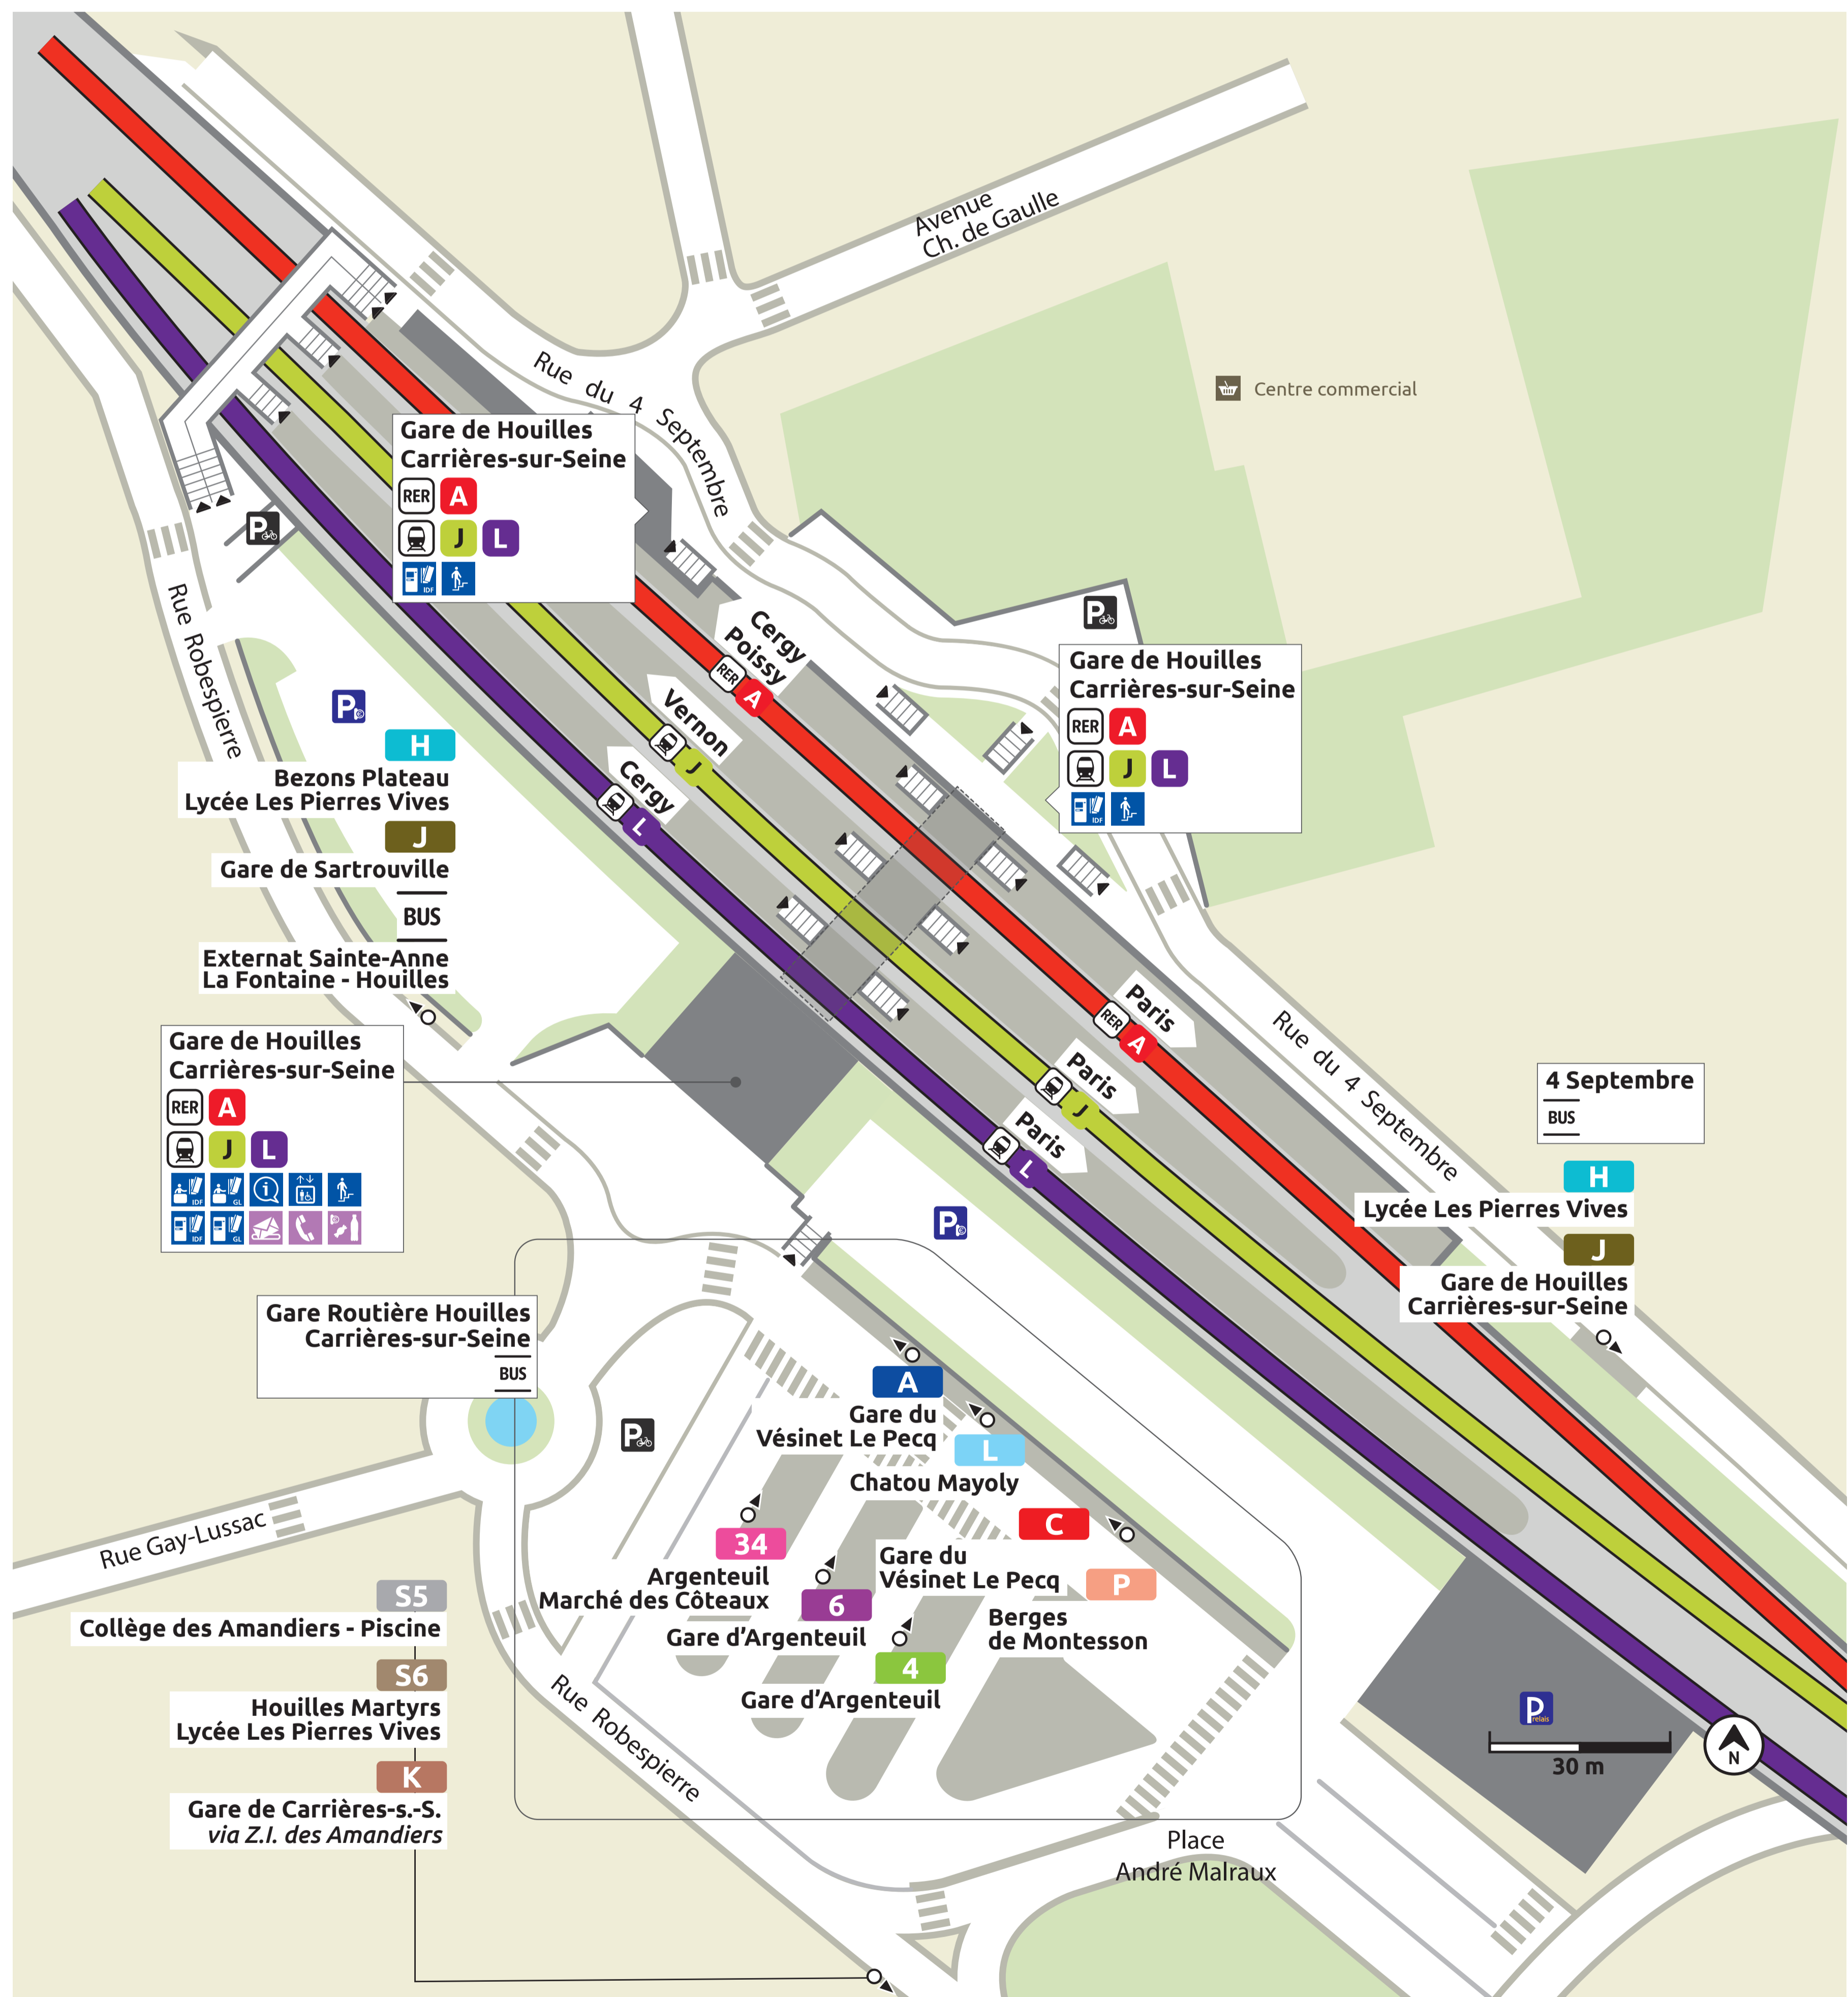 Avenue
Ch. de Gaulle
Rue du 4 Septembre
Centre commercial
Gare de Houilles
Carrières-sur-Seine
RER A
J L
IDF
P
Rue Robespierre
P
Cergy
Poissy
RER A
Vernon
J
Cergy
L
P
Gare de Houilles
Carrières-sur-Seine
RER A
J L
IDF
P
H
Bezons Plateau
Lycée Les Pierres Vives
J
Gare de Sartrouville
BUS
Externat Sainte-Anne
La Fontaine - Houilles
Gare de Houilles
Carrières-sur-Seine
RER A
J L
IDF GL i
IDF GL
Paris
RER A
Paris
J
Paris
L
Rue du 4 Septembre
4 Septembre
BUS
H
Lycée Les Pierres Vives
J
Gare de Houilles
Carrières-sur-Seine
P
Gare Routière Houilles
Carrières-sur-Seine
BUS
P
A
Gare du
Vésinet Le Pecq
L
Chatou Mayoly
C
Gare du
Vésinet Le Pecq
P
Berges
de Montesson
34
Argenteuil
Marché des Côteaux
6
Gare d'Argenteuil
4
Gare d'Argenteuil
Rue Gay-Lussac
S5
Collège des Amandiers - Piscine
S6
Houilles Martyrs
Lycée Les Pierres Vives
K
Gare de Carrières-s.-S.
via Z.I. des Amandiers
Rue Robespierre
Place
André Malraux
P
relais
30 m
N